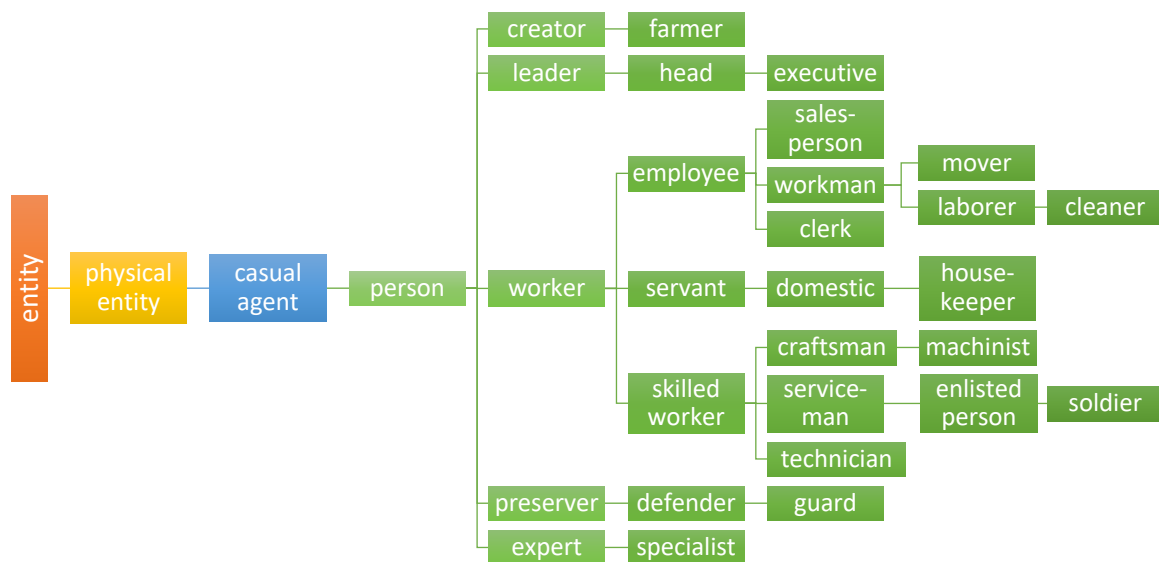 creator
farmer
leader
head
executive
sales-
person
employee
workman
mover
laborer
cleaner
clerk
entity
physical
entity
casual
agent
person
worker
servant
domestic
house-
keeper
craftsman
machinist
skilled
worker
service-
man
enlisted
person
soldier
technician
preserver
defender
guard
expert
specialist